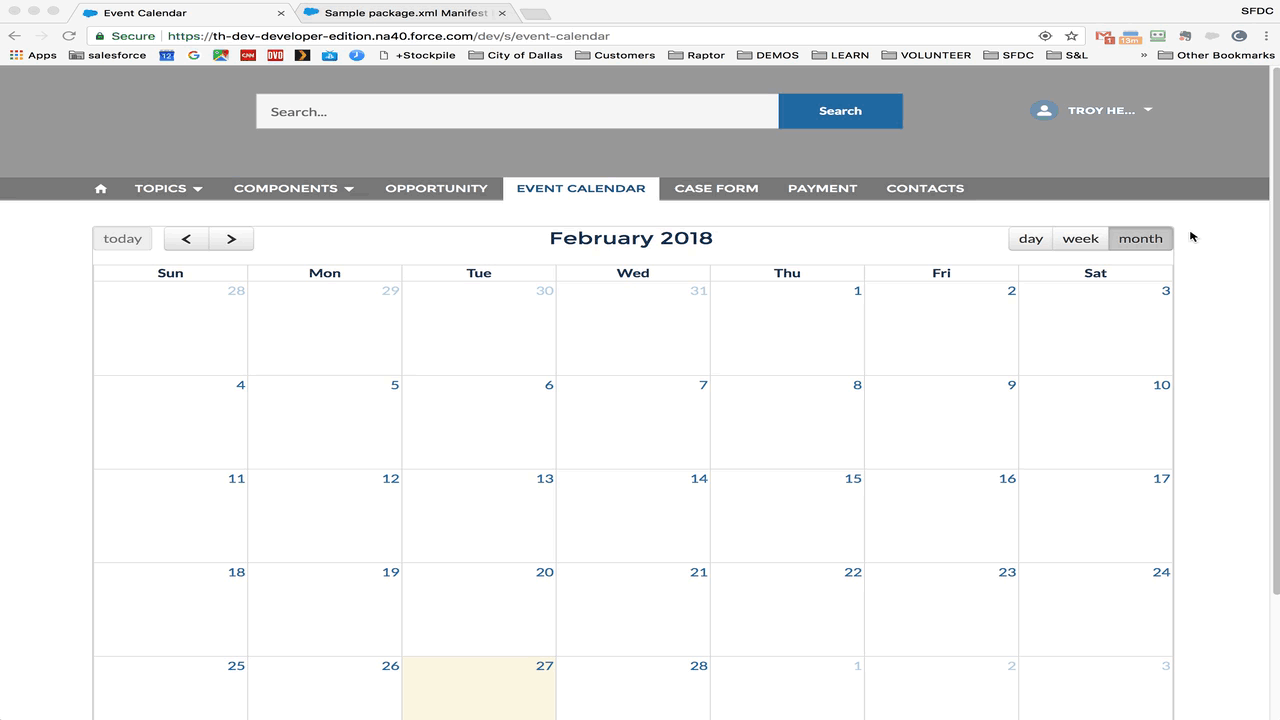 SFDC
Event Calendar
Sample package.xml Manifest
Secure https://th-dev-developer-edition.na40.force.com/dev/s/event-calendar
Apps salesforce 12 G CNN DVD +Stockpile City of Dallas Customers Raptor DEMOS LEARN VOLUNTEER SFDC S&L » Other Bookmarks
Search...
Search
TROY HE...
TOPICS COMPONENTS OPPORTUNITY EVENT CALENDAR CASE FORM PAYMENT CONTACTS
today < > February 2018 day week month
Sun Mon Tue Wed Thu Fri Sat
28 29 30 31 1 2 3
4 5 6 7 8 9 10
11 12 13 14 15 16 17
18 19 20 21 22 23 24
25 26 27 28 1 2 3